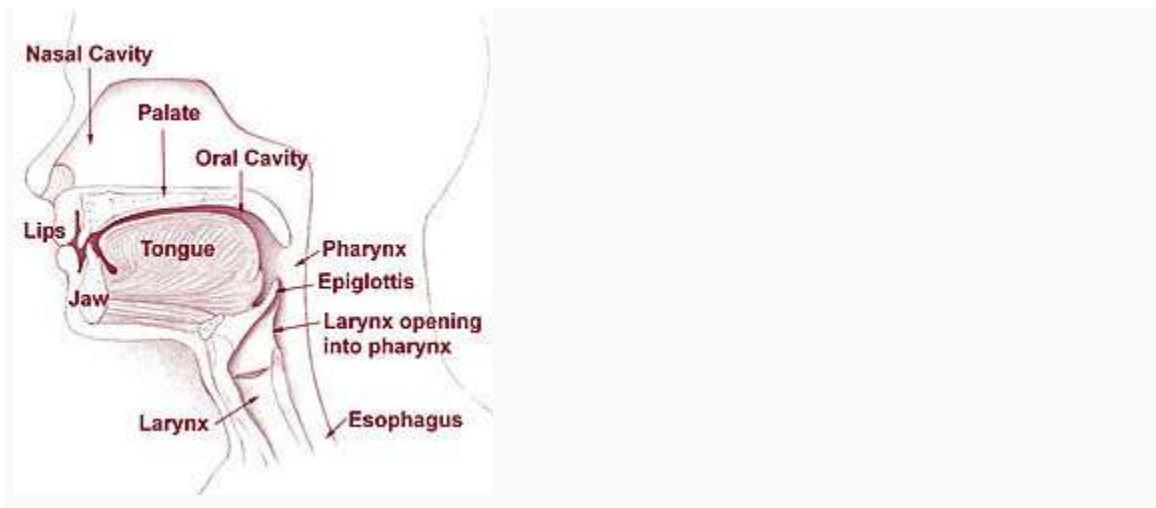 Nasal Cavity
Palate
Oral Cavity
Lips
Tongue
Pharynx
Epiglottis
Jaw
Larynx opening
into pharynx
Larynx
Esophagus